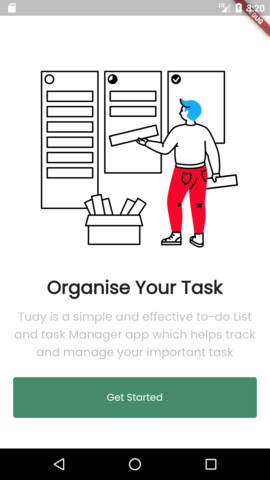 3:20
DEBUG
Organise Your Task
Tudy is a simple and effective to-do List
and task Manager app which helps track
and manage your important task
Get Started